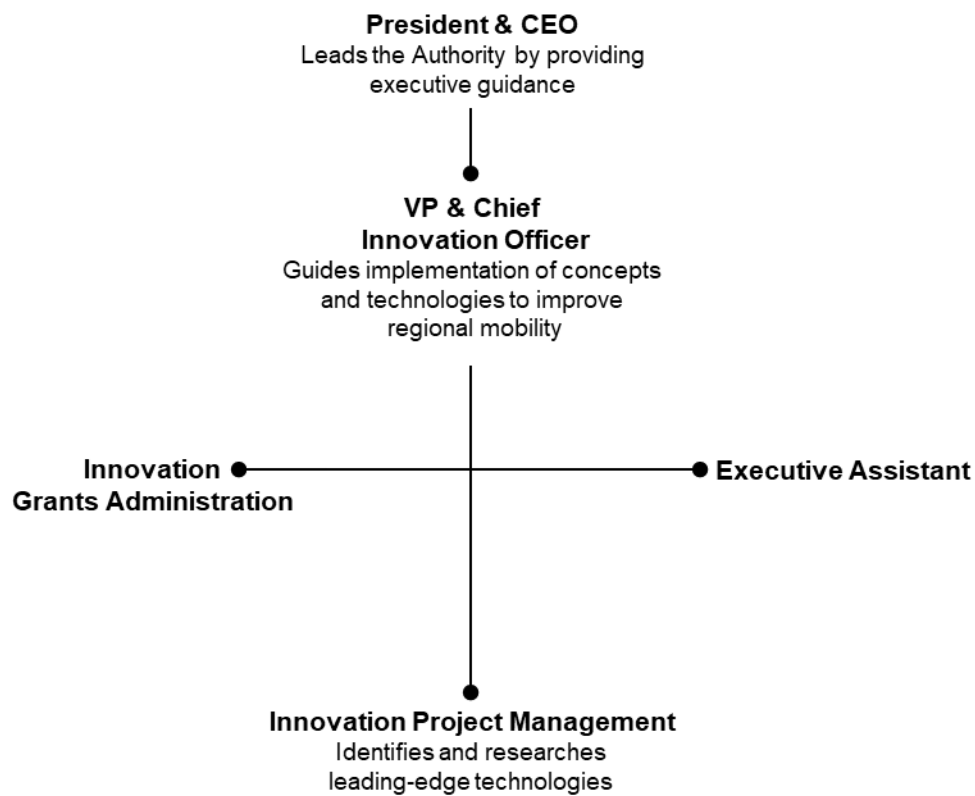 President & CEO
Leads the Authority by providing
executive guidance
VP & Chief
Innovation Officer
Guides implementation of concepts
and technologies to improve
regional mobility
Innovation
Grants Administration
Executive Assistant
Innovation Project Management
Identifies and researches
leading-edge technologies